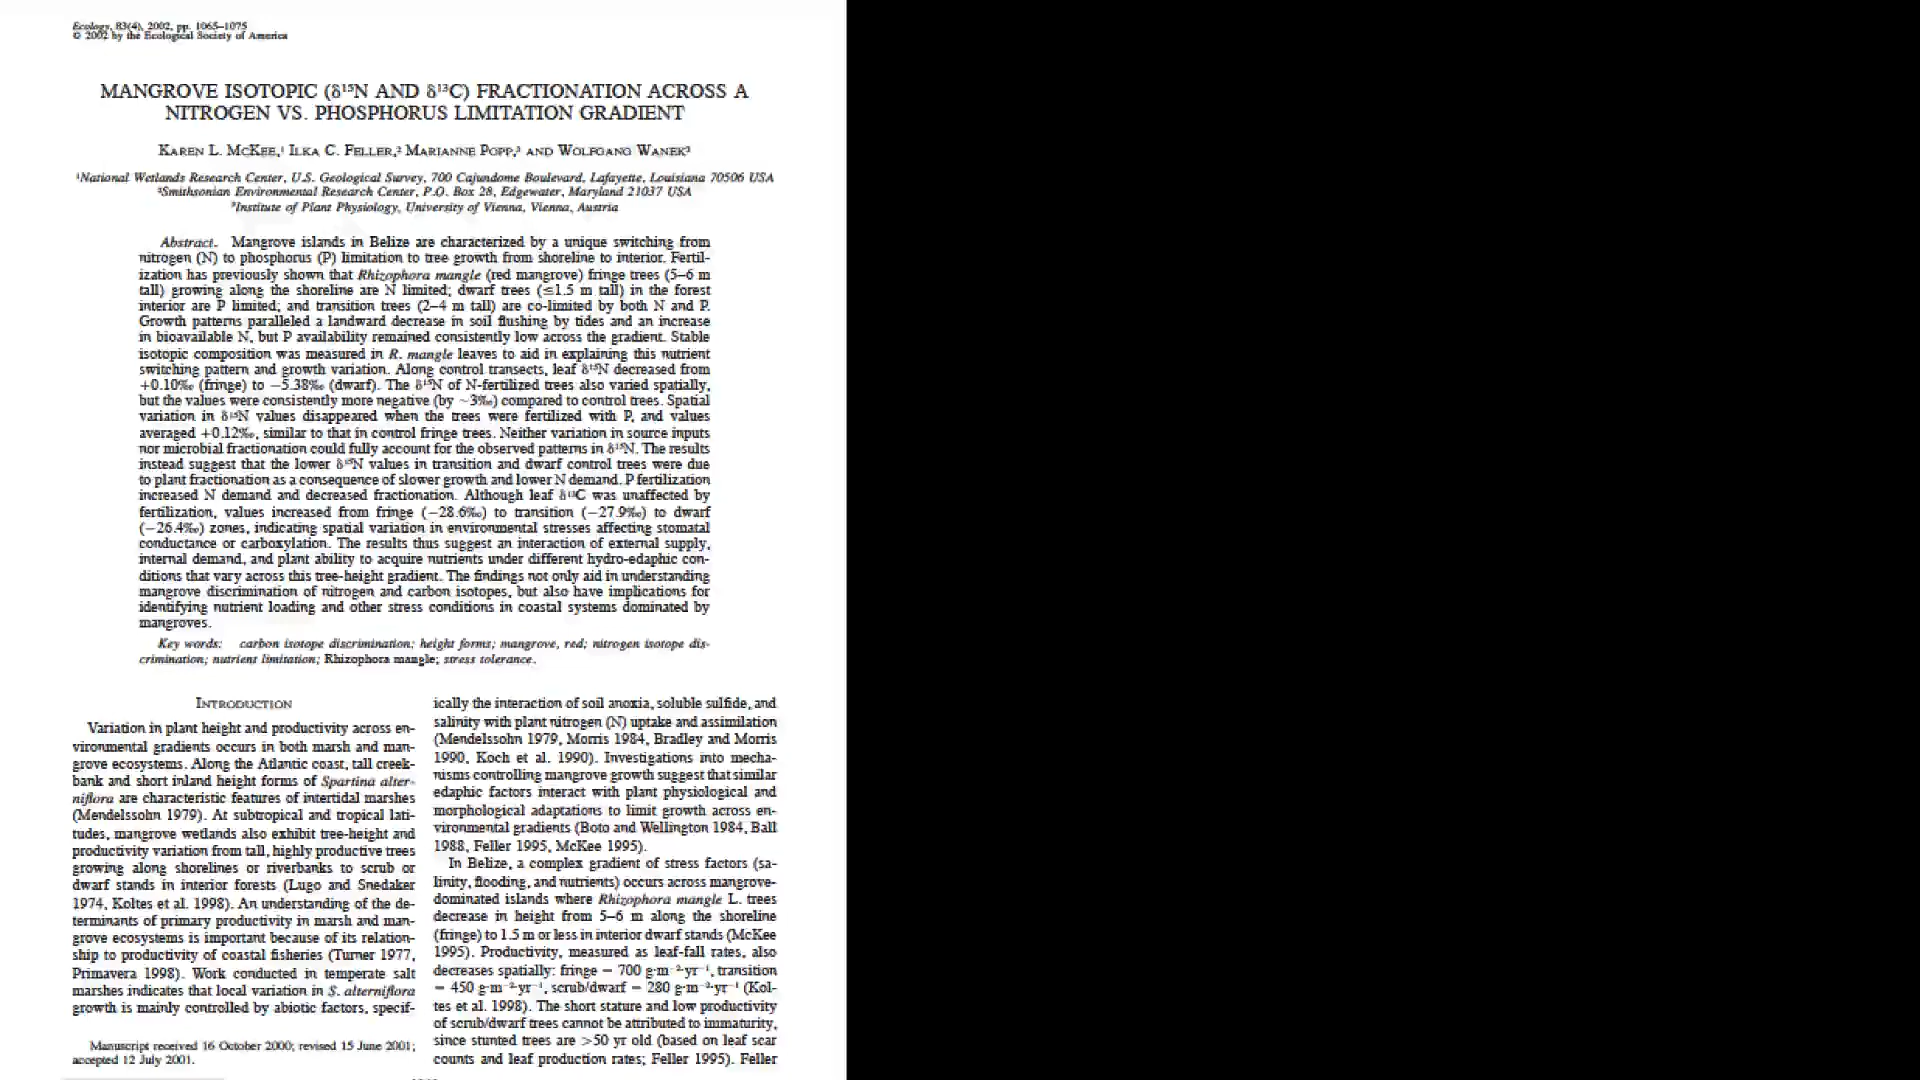 Ecology, 83(4), 2002, pp. 1065–1075
© 2002 by the Ecological Society of America
MANGROVE ISOTOPIC (δ¹⁵N AND δ¹³C) FRACTIONATION ACROSS A
NITROGEN VS. PHOSPHORUS LIMITATION GRADIENT
KAREN L. MCKEE,¹ ILKA C. FELLER,² MARIANNE POPP,³ AND WOLFGANG WANEK³
¹National Wetlands Research Center, U.S. Geological Survey, 700 Cajundome Boulevard, Lafayette, Louisiana 70506 USA
²Smithsonian Environmental Research Center, P.O. Box 28, Edgewater, Maryland 21037 USA
³Institute of Plant Physiology, University of Vienna, Vienna, Austria
Abstract. Mangrove islands in Belize are characterized by a unique switching from
nitrogen (N) to phosphorus (P) limitation to tree growth from shoreline to interior. Fertil-
ization has previously shown that Rhizophora mangle (red mangrove) fringe trees (5–6 m
tall) growing along the shoreline are N limited; dwarf trees (≤1.5 m tall) in the forest
interior are P limited; and transition trees (2–4 m tall) are co-limited by both N and P.
Growth patterns paralleled a landward decrease in soil flushing by tides and an increase
in bioavailable N, but P availability remained consistently low across the gradient. Stable
isotopic composition was measured in R. mangle leaves to aid in explaining this nutrient
switching pattern and growth variation. Along control transects, leaf δ¹⁵N decreased from
+0.10‰ (fringe) to −5.38‰ (dwarf). The δ¹⁵N of N-fertilized trees also varied spatially,
but the values were consistently more negative (by ~3‰) compared to control trees. Spatial
variation in δ¹⁵N values disappeared when the trees were fertilized with P, and values
averaged +0.12‰, similar to that in control fringe trees. Neither variation in source inputs
nor microbial fractionation could fully account for the observed patterns in δ¹⁵N. The results
instead suggest that the lower δ¹⁵N values in transition and dwarf control trees were due
to plant fractionation as a consequence of slower growth and lower N demand. P fertilization
increased N demand and decreased fractionation. Although leaf δ¹³C was unaffected by
fertilization, values increased from fringe (−28.6‰) to transition (−27.9‰) to dwarf
(−26.4‰) zones, indicating spatial variation in environmental stresses affecting stomatal
conductance or carboxylation. The results thus suggest an interaction of external supply,
internal demand, and plant ability to acquire nutrients under different hydro-edaphic con-
ditions that vary across this tree-height gradient. The findings not only aid in understanding
mangrove discrimination of nitrogen and carbon isotopes, but also have implications for
identifying nutrient loading and other stress conditions in coastal systems dominated by
mangroves.
Key words: carbon isotope discrimination; height forms; mangrove, red; nitrogen isotope dis-
crimination; nutrient limitation; Rhizophora mangle; stress tolerance.
INTRODUCTION
Variation in plant height and productivity across en-
vironmental gradients occurs in both marsh and man-
grove ecosystems. Along the Atlantic coast, tall creek-
bank and short inland height forms of Spartina alter-
niflora are characteristic features of intertidal marshes
(Mendelssohn 1979). At subtropical and tropical lati-
tudes, mangrove wetlands also exhibit tree-height and
productivity variation from tall, highly productive trees
growing along shorelines or riverbanks to scrub or
dwarf stands in interior forests (Lugo and Snedaker
1974, Koltes et al. 1998). An understanding of the de-
terminants of primary productivity in marsh and man-
grove ecosystems is important because of its relation-
ship to productivity of coastal fisheries (Turner 1977,
Primavera 1998). Work conducted in temperate salt
marshes indicates that local variation in S. alterniflora
growth is mainly controlled by abiotic factors, specif-
Manuscript received 16 October 2000; revised 15 June 2001;
accepted 12 July 2001.
ically the interaction of soil anoxia, soluble sulfide, and
salinity with plant nitrogen (N) uptake and assimilation
(Mendelssohn 1979, Morris 1984, Bradley and Morris
1990, Koch et al. 1990). Investigations into mecha-
nisms controlling mangrove growth suggest that similar
edaphic factors interact with plant physiological and
morphological adaptations to limit growth across en-
vironmental gradients (Boto and Wellington 1984, Ball
1988, Feller 1995, McKee 1995).
In Belize, a complex gradient of stress factors (sa-
linity, flooding, and nutrients) occurs across mangrove-
dominated islands where Rhizophora mangle L. trees
decrease in height from 5–6 m along the shoreline
(fringe) to 1.5 m or less in interior dwarf stands (McKee
1995). Productivity, measured as leaf-fall rates, also
decreases spatially: fringe = 700 g·m⁻²·yr⁻¹, transition
= 450 g·m⁻²·yr⁻¹, scrub/dwarf = 280 g·m⁻²·yr⁻¹ (Kol-
tes et al. 1998). The short stature and low productivity
of scrub/dwarf trees cannot be attributed to immaturity,
since stunted trees are >50 yr old (based on leaf scar
counts and leaf production rates; Feller 1995). Feller